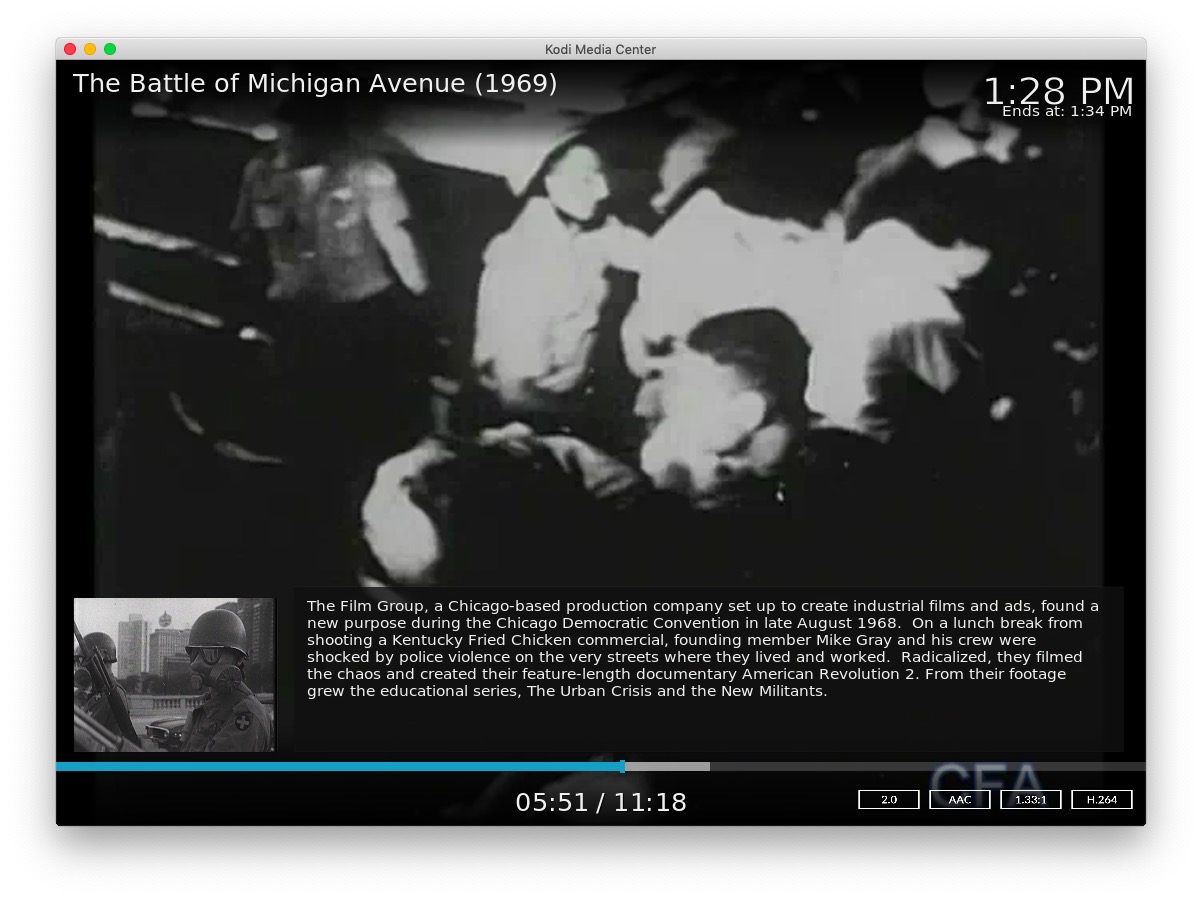 Kodi Media Center
The Battle of Michigan Avenue (1969)
1:28 PM
Ends at: 1:34 PM
The Film Group, a Chicago-based production company set up to create industrial films and ads, found a
new purpose during the Chicago Democratic Convention in late August 1968.  On a lunch break from
shooting a Kentucky Fried Chicken commercial, founding member Mike Gray and his crew were
shocked by police violence on the very streets where they lived and worked.  Radicalized, they filmed
the chaos and created their feature-length documentary American Revolution 2. From their footage
grew the educational series, The Urban Crisis and the New Militants.
CFA
05:51 / 11:18
2.0
AAC
1.33:1
H.264